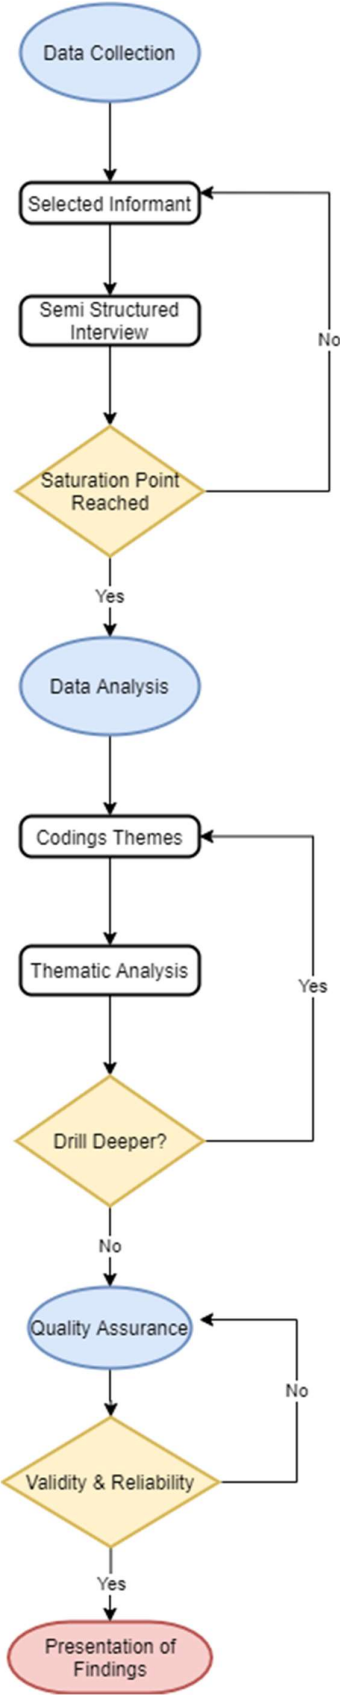 Data Collection
Selected Informant
Semi Structured
Interview
No
Saturation Point
Reached
Yes
Data Analysis
Codings Themes
Thematic Analysis
Yes
Drill Deeper?
No
Quality Assurance
No
Validity & Reliability
Yes
Presentation of
Findings